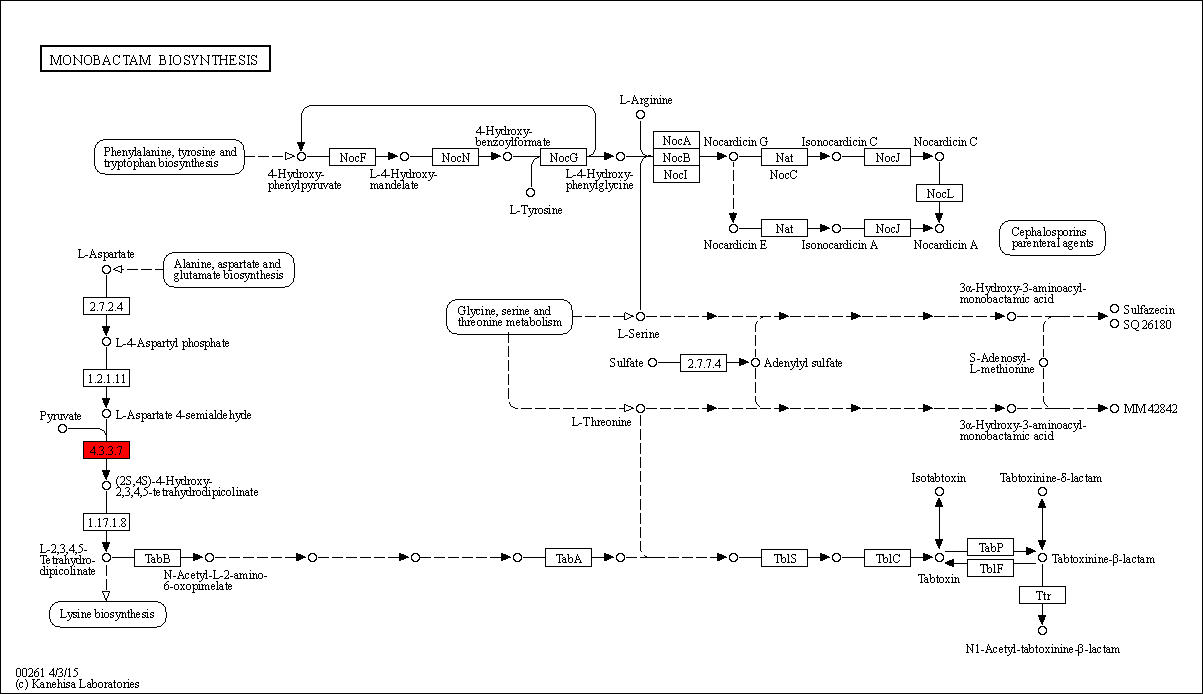 MONOBACTAM BIOSYNTHESIS
L-Arginine
Phenylalanine, tyrosine and
tryptophan biosynthesis
4-Hydroxy-
phenylpyruvate
NocF
L-4-Hydroxy-
mandelate
NocN
4-Hydroxy-
benzoylformate
NocG
L-Tyrosine
L-4-Hydroxy-
phenylglycine
NocA
NocB
NocI
Nocardicin G
Nat
NocC
Isonocardicin C
NocJ
Nocardicin C
NocL
Nocardicin E
Nat
Isonocardicin A
NocJ
Nocardicin A
Cephalosporins
parenteral agents
L-Aspartate
Alanine, aspartate and
glutamate biosynthesis
2.7.2.4
L-4-Aspartyl phosphate
1.2.1.11
L-Aspartate 4-semialdehyde
Pyruvate
4.3.3.7
(2S,4S)-4-Hydroxy-
2,3,4,5-tetrahydrodipicolinate
1.17.1.8
L-2,3,4,5-
Tetrahydro-
dipicolinate
Lysine biosynthesis
Glycine, serine and
threonine metabolism
L-Serine
3α-Hydroxy-3-aminoacyl-
monobactamic acid
Sulfazecin
SQ 26180
Sulfate
2.7.7.4
Adenylyl sulfate
S-Adenosyl-
L-methionine
L-Threonine
3α-Hydroxy-3-aminoacyl-
monobactamic acid
MM 42842
TabB
N-Acetyl-L-2-amino-
6-oxopimelate
TabA
TblS
TblC
Isotabtoxin
Tabtoxin
TabP
TblF
Tabtoxinine-δ-lactam
Tabtoxinine-β-lactam
Ttr
N1-Acetyl-tabtoxinine-β-lactam
00261 4/3/15
(c) Kanehisa Laboratories